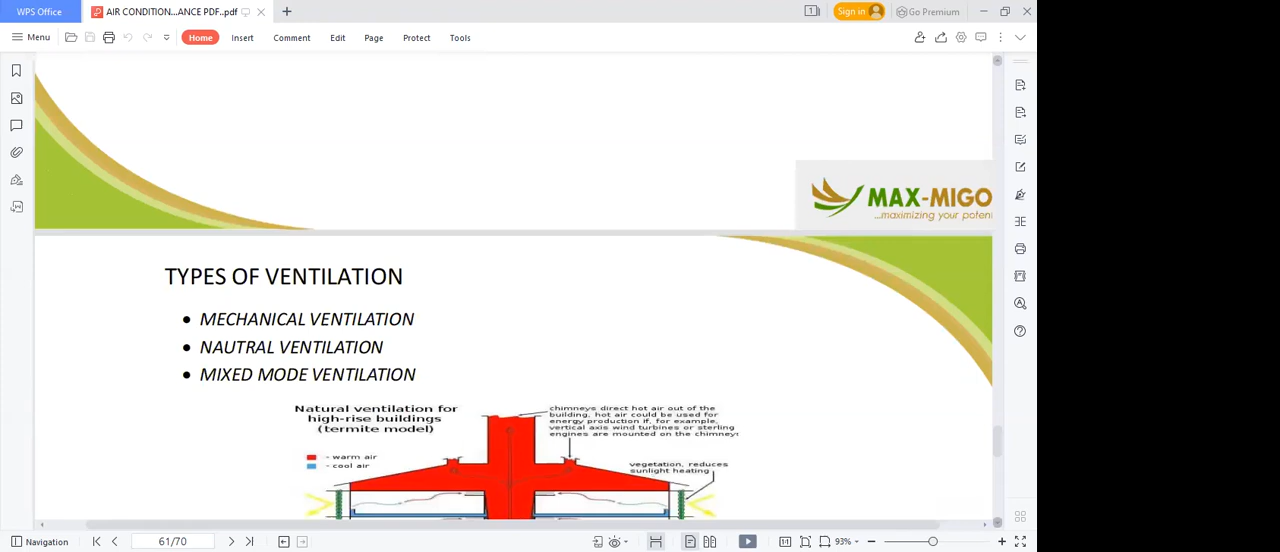 WPS Office
AIR CONDITION...ANCE PDF..pdf
1
Sign in
Go Premium
Menu
Home
Insert
Comment
Edit
Page
Protect
Tools
MAX-MIGO
...maximizing your poten
TYPES OF VENTILATION
• MECHANICAL VENTILATION
• NAUTRAL VENTILATION
• MIXED MODE VENTILATION
Natural ventilation for
high-rise buildings
(termite model)
- warm air
- cool air
chimneys direct hot air out of the
building, hot air could be used for
energy production if, for example,
vertical axis wind turbines or sterling
engines are mounted on the chimneys
vegetation, reduces
sunlight heating
Navigation
61/70
93%